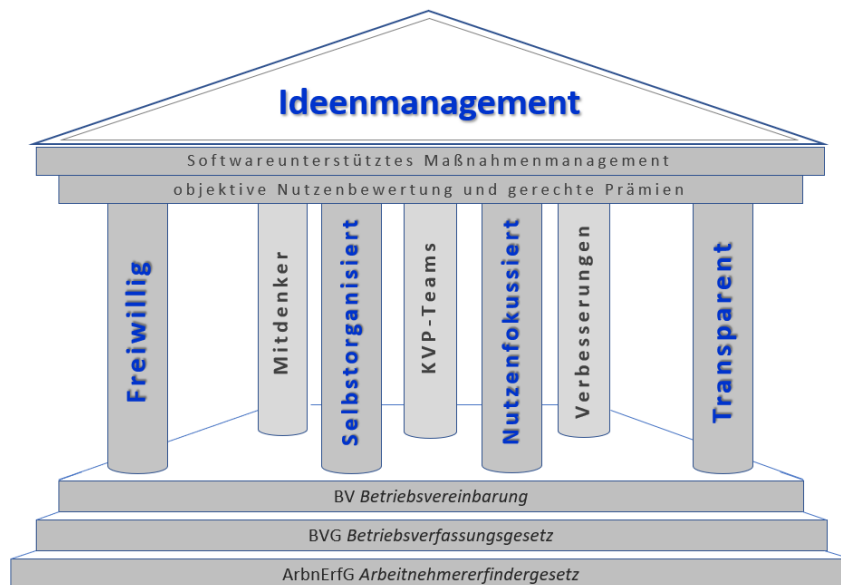 Ideenmanagement
Softwareunterstütztes Maßnahmenmanagement
objektive Nutzenbewertung und gerechte Prämien
Freiwillig
Mitdenker
Selbstorganisiert
KVP-Teams
Nutzenfokussiert
Verbesserungen
Transparent
BV Betriebsvereinbarung
BVG Betriebsverfassungsgesetz
ArbnErfG Arbeitnehmererfindergesetz